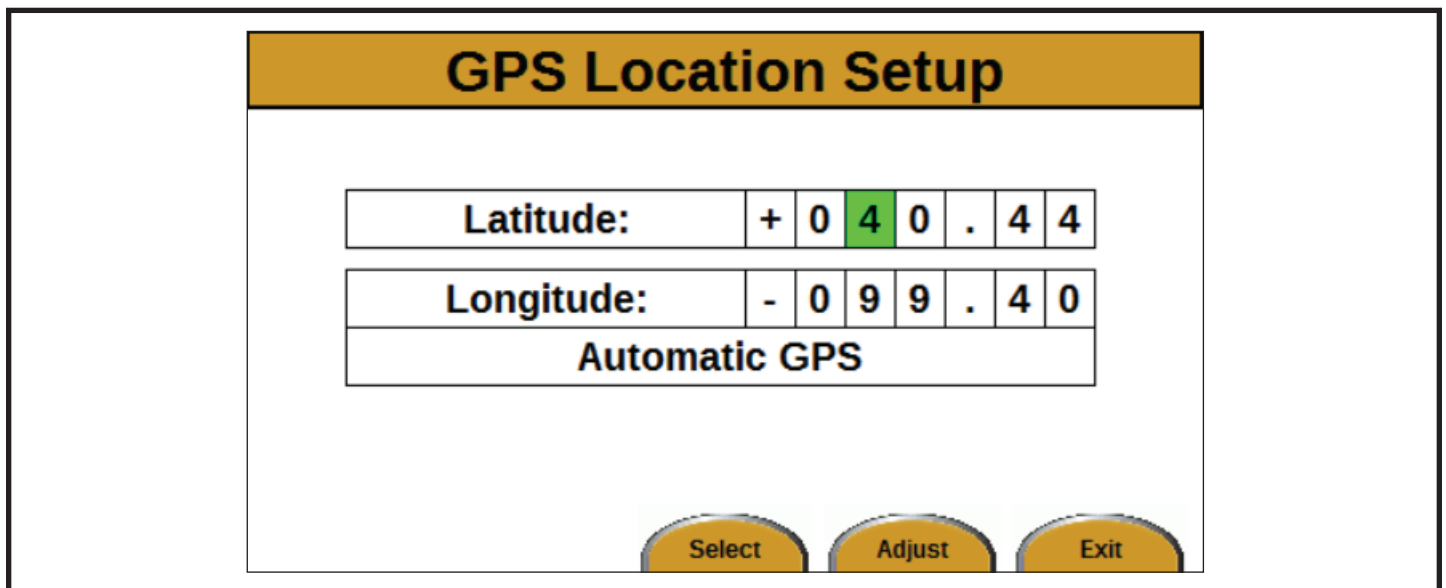 GPS Location Setup
Latitude: + 0 4 0 . 4 4
Longitude: - 0 9 9 . 4 0
Automatic GPS
Select Adjust Exit